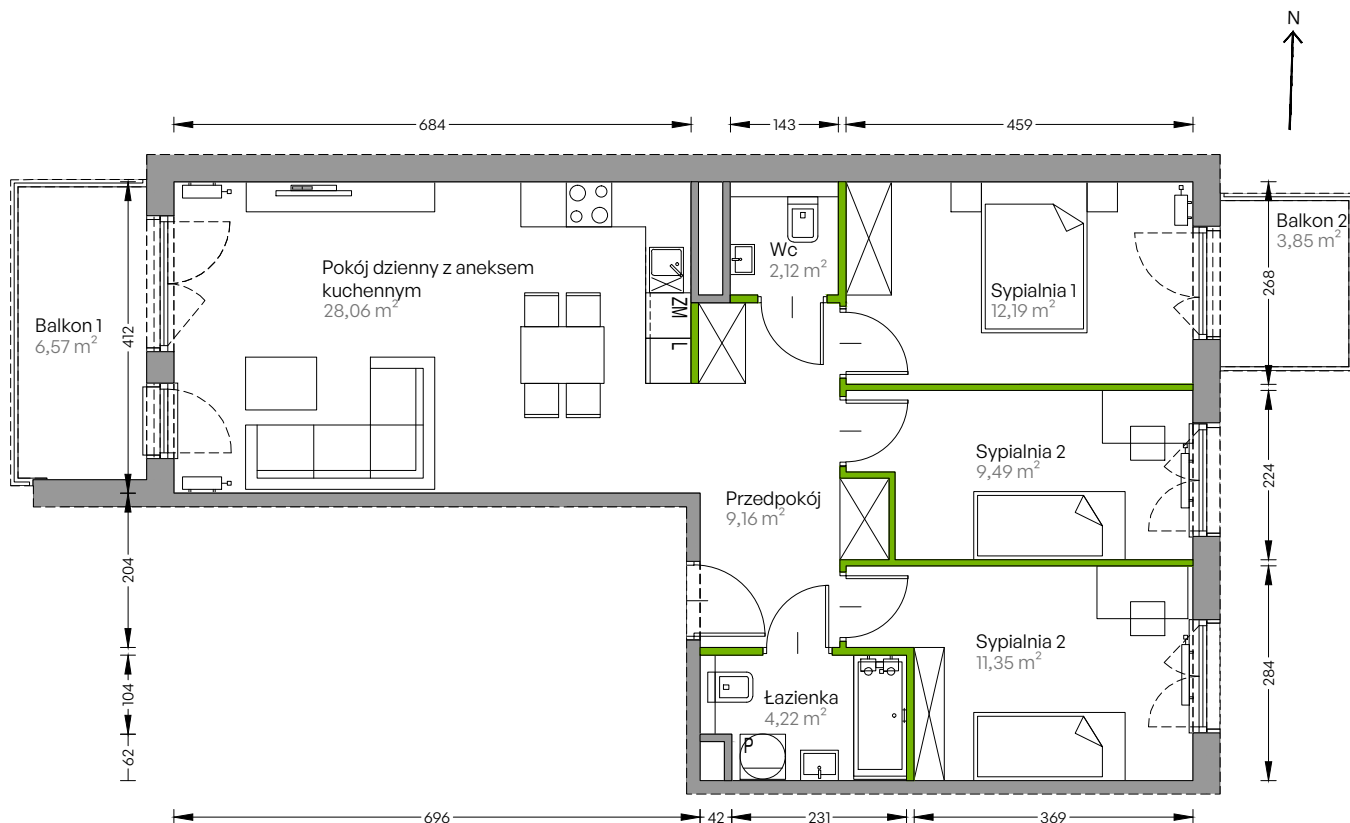 N
684
143
459
Balkon 1
6,57 m²
412
Pokój dzienny z aneksem
kuchennym
28,06 m²
ZM
L
Wc
2,12 m²
Sypialnia 1
12,19 m²
268
Balkon 2
3,85 m²
Sypialnia 2
9,49 m²
224
Przedpokój
9,16 m²
204
Sypialnia 2
11,35 m²
284
104
Łazienka
4,22 m²
P
62
696
42
231
369